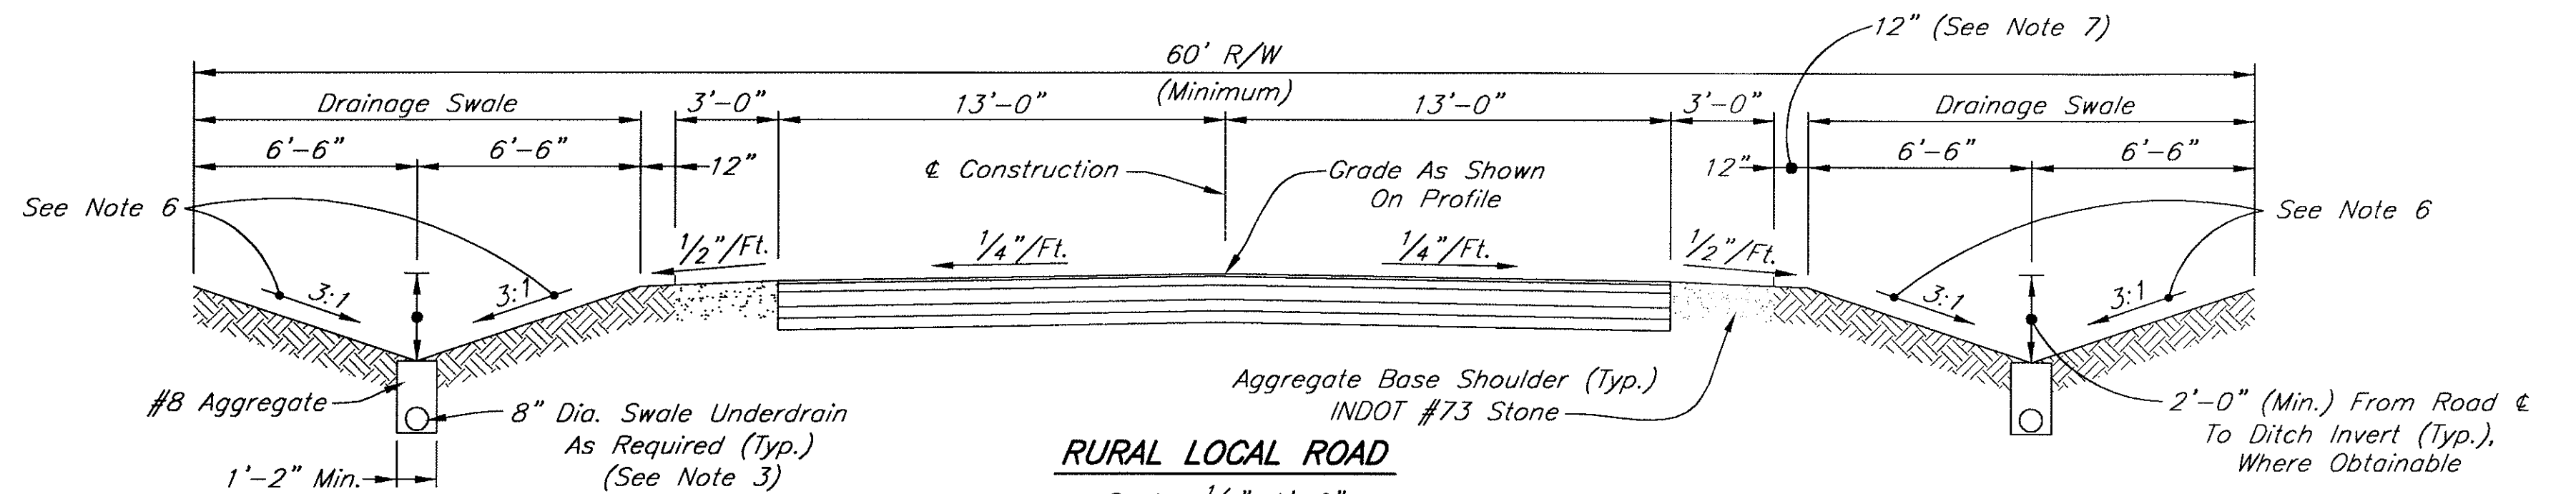 12" (See Note 7)
60' R/W
(Minimum)
Drainage Swale
3'-0"
13'-0"
13'-0"
3'-0"
Drainage Swale
6'-6"
6'-6"
12"
℄ Construction
Grade As Shown
On Profile
12"
6'-6"
6'-6"
See Note 6
See Note 6
1/2"/Ft.
1/4"/Ft.
1/4"/Ft.
1/2"/Ft.
3:1
3:1
3:1
3:1
#8 Aggregate
8" Dia. Swale Underdrain
As Required (Typ.)
(See Note 3)
1'-2" Min.
Aggregate Base Shoulder (Typ.)
INDOT #73 Stone
2'-0" (Min.) From Road ℄
To Ditch Invert (Typ.),
Where Obtainable
RURAL LOCAL ROAD